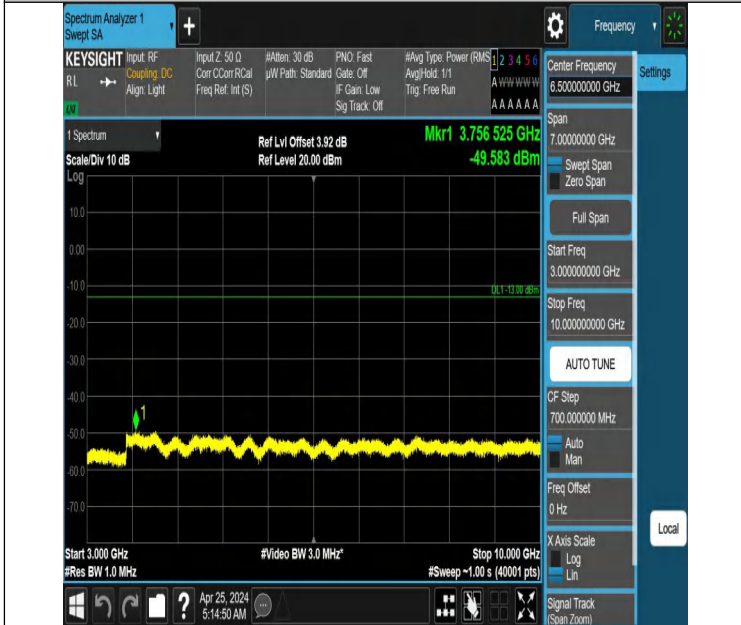 Spectrum Analyzer 1
Swept SA
+
Frequency
KEYSIGHT
RL
Input: RF
Coupling: DC
Align: Light
Input Z: 50 Ω
Corr CCorr RCal
Freq Ref: Int (S)
#Atten: 30 dB
µW Path: Standard
PNO: Fast
Gate: Off
IF Gain: Low
Sig Track: Off
#Avg Type: Power (RMS
Avg|Hold: 1/1
Trig: Free Run
1 2 3 4 5 6
A W W W W W
A A A A A A
1 Spectrum
Scale/Div 10 dB
Ref Lvl Offset 3.92 dB
Ref Level 20.00 dBm
Mkr1 3.756 525 GHz
-49.583 dBm
Log
10.0
0.00
-10.0
DL1 -13.00 dBm
-20.0
-30.0
-40.0
1
-50.0
-60.0
-70.0
Start 3.000 GHz
#Res BW 1.0 MHz
#Video BW 3.0 MHz*
Stop 10.000 GHz
#Sweep ~1.00 s (40001 pts)
?
Apr 25, 2024
5:14:50 AM
Center Frequency
6.500000000 GHz
Settings
Span
7.00000000 GHz
Swept Span
Zero Span
Full Span
Start Freq
3.000000000 GHz
Stop Freq
10.000000000 GHz
AUTO TUNE
CF Step
700.000000 MHz
Auto
Man
Freq Offset
0 Hz
X Axis Scale
Log
Lin
Local
Signal Track
(Span Zoom)